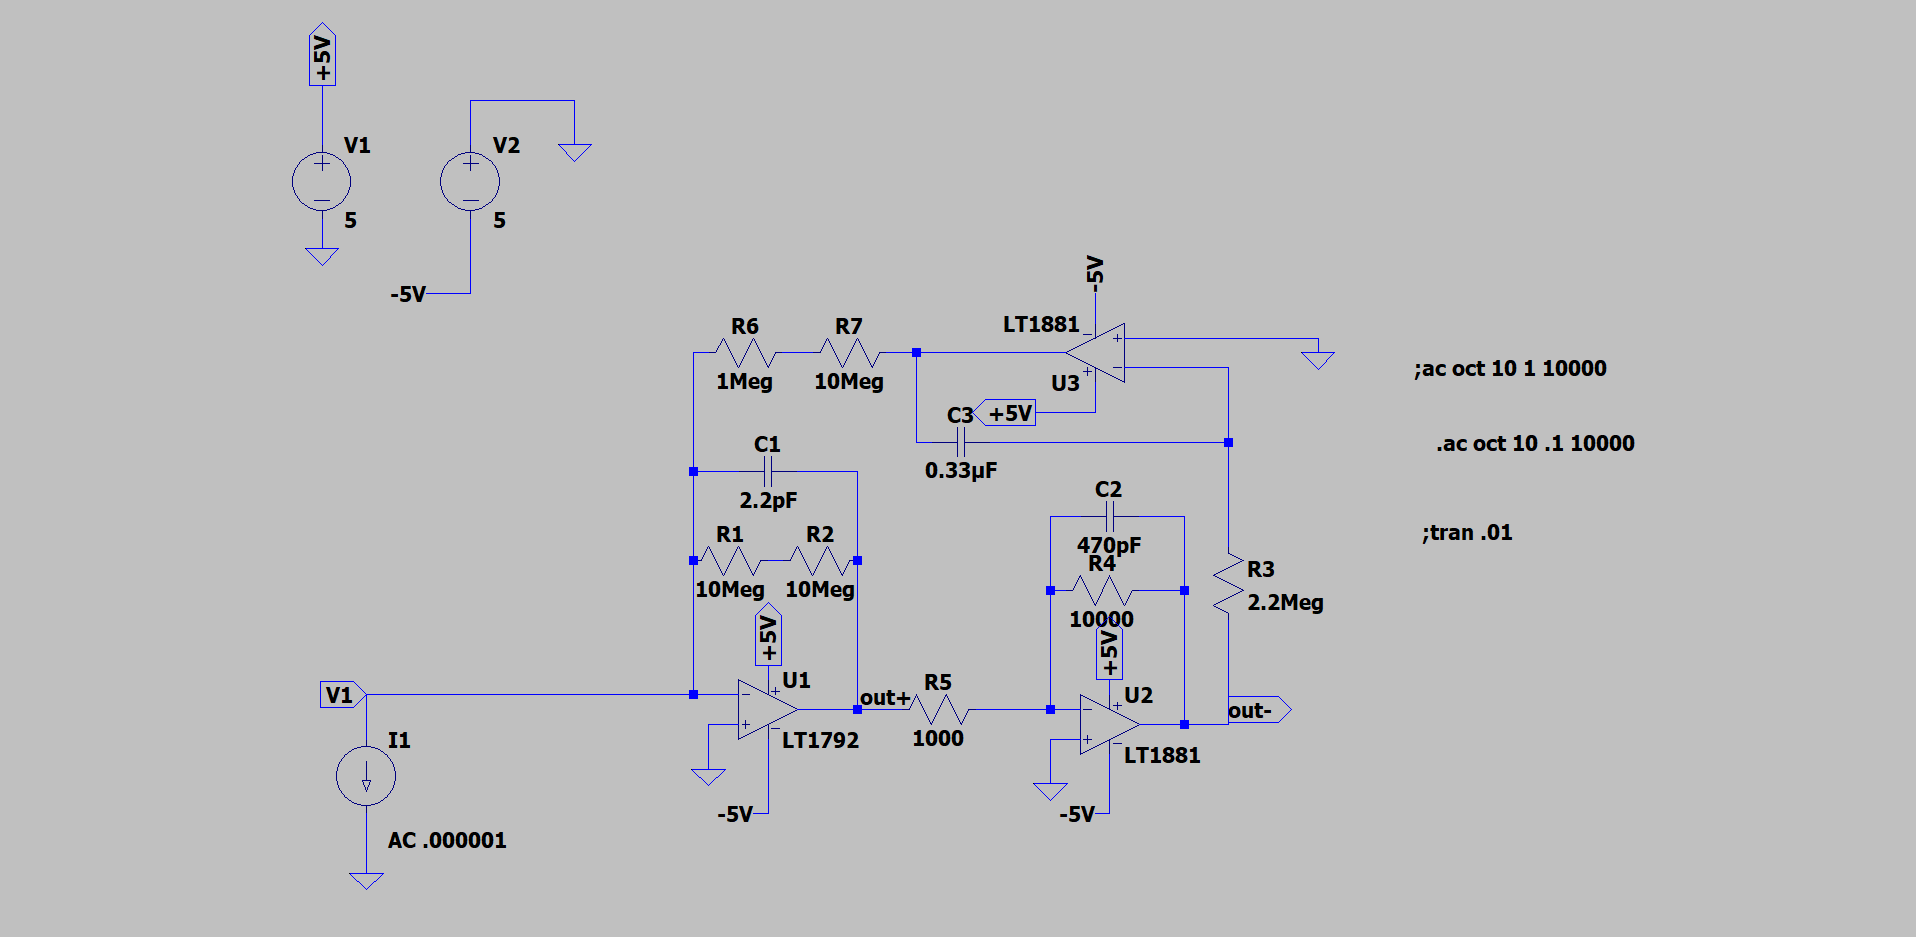 +5V
V1
5
V2
5
-5V
-5V
R6
1Meg
R7
10Meg
LT1881
U3
+5V
C3
0.33µF
;ac oct 10 1 10000
.ac oct 10 .1 10000
;tran .01
C1
2.2pF
R1
10Meg
R2
10Meg
C2
470pF
R4
10000
R3
2.2Meg
+5V
U1
LT1792
-5V
out+
R5
1000
+5V
U2
LT1881
-5V
out-
V1
I1
AC .000001